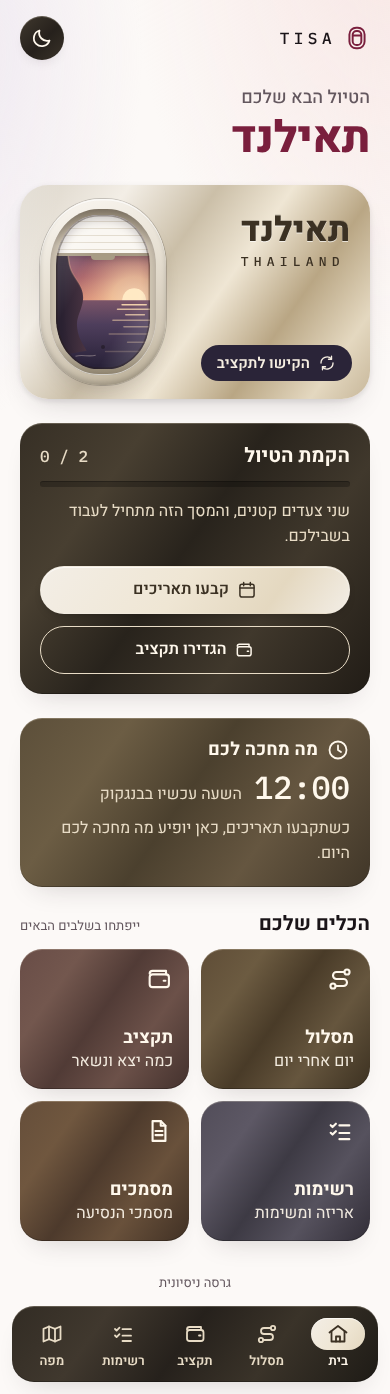 TISA
הטיול הבא שלכם
תאילנד
תאילנד
THAILAND
הקישו לתקציב
הקמת הטיול
0 / 2
שני צעדים קטנים, והמסך הזה מתחיל לעבוד
בשבילכם.
קבעו תאריכים
הגדירו תקציב
מה מחכה לכם
12:00 השעה עכשיו בבנגקוק
כשתקבעו תאריכים, כאן יופיע מה מחכה לכם
היום.
הכלים שלכם
ייפתחו בשלבים הבאים
מסלול
יום אחרי יום
תקציב
כמה יצא ונשאר
רשימות
אריזה ומשימות
מסמכים
מסמכי הנסיעה
גרסה ניסיונית
בית
מסלול
תקציב
רשימות
מפה